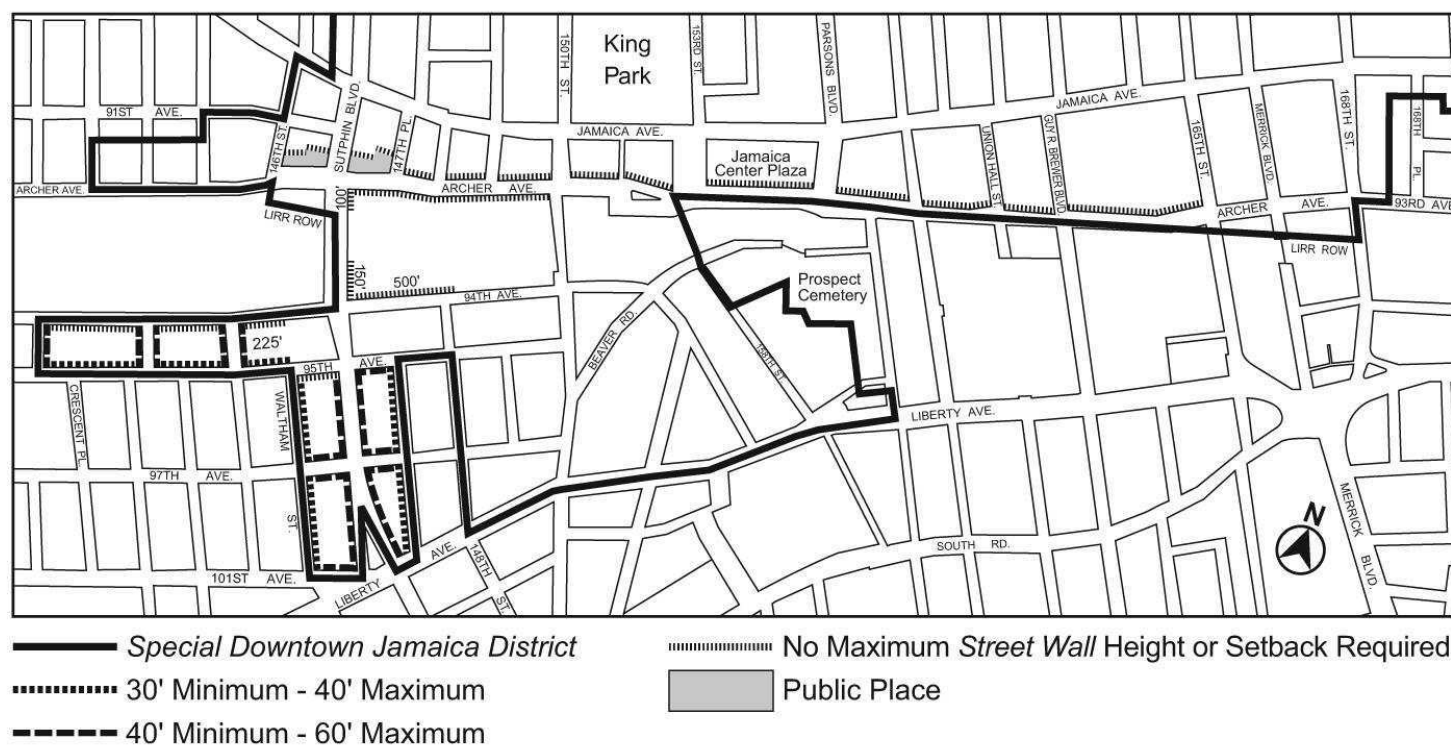 King
Park
150TH ST.
153RD ST.
PARSONS BLVD.
SUTPHIN BLVD.
91ST AVE.
146TH ST.
147TH PL.
JAMAICA AVE.
JAMAICA AVE.
UNION HALL ST.
GUY R. BREWER BLVD.
165TH ST.
MERRICK BLVD.
168TH ST.
168TH PL.
Jamaica
Center Plaza
ARCHER AVE.
ARCHER AVE.
ARCHER AVE.
93RD AVE.
100'
LIRR ROW
LIRR ROW
150'
500'
94TH AVE.
Prospect
Cemetery
BEAVER RD.
158TH ST.
225'
95TH AVE.
CRESCENT PL.
WALTHAM ST.
LIBERTY AVE.
97TH AVE.
MERRICK BLVD.
N
SOUTH RD.
101ST AVE.
LIBERTY AVE.
148TH ST.
Special Downtown Jamaica District
No Maximum Street Wall Height or Setback Required
30' Minimum - 40' Maximum
Public Place
40' Minimum - 60' Maximum